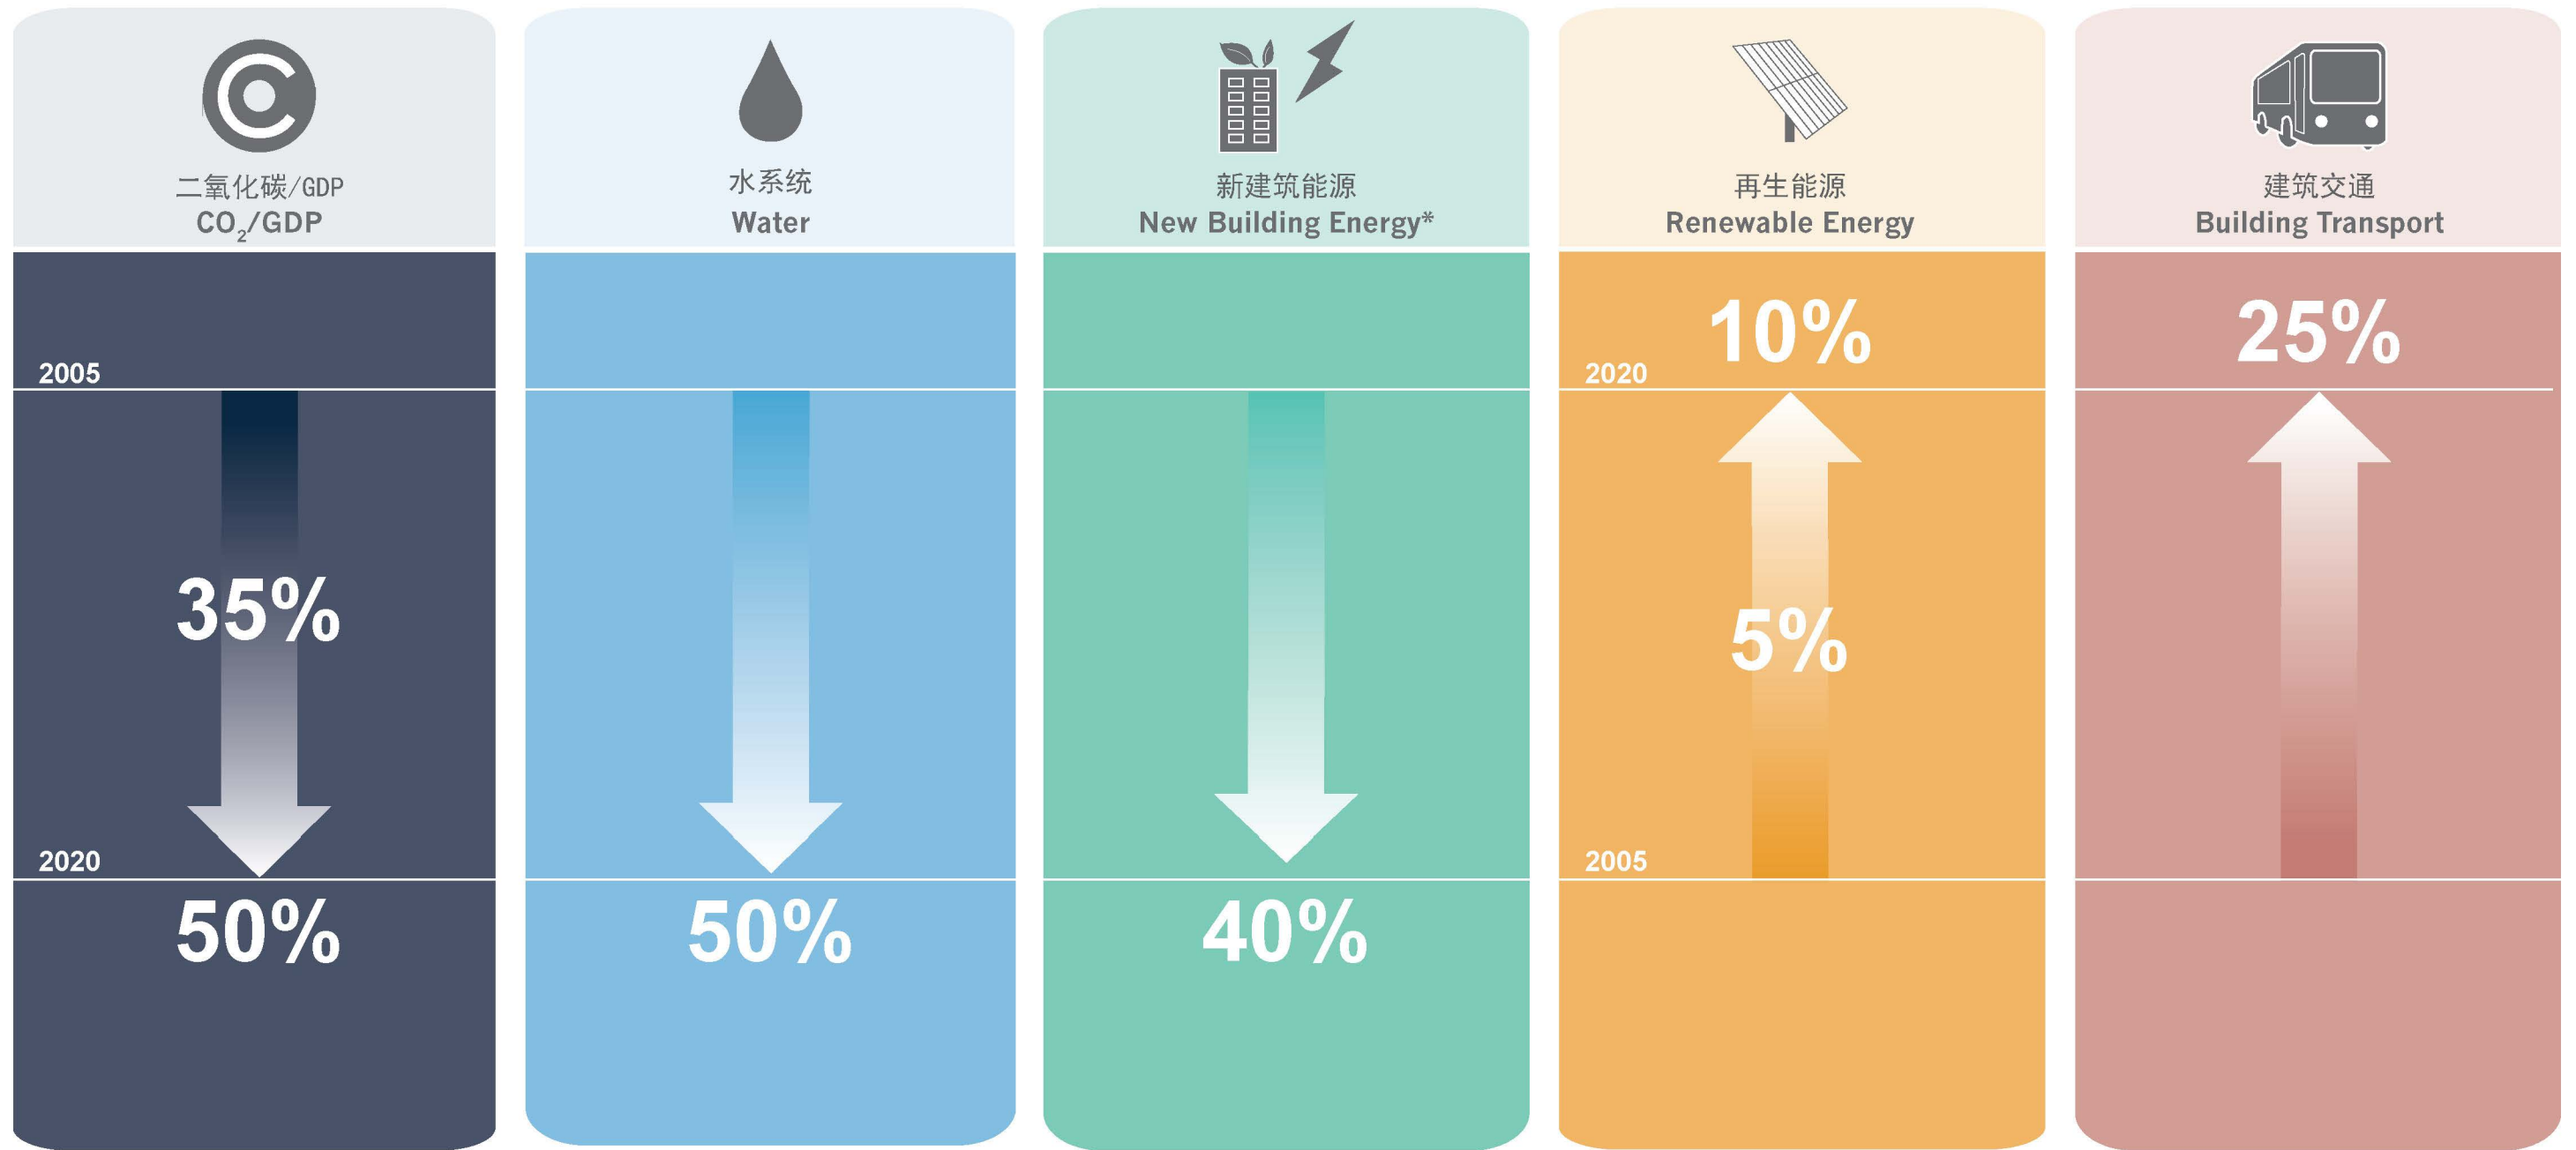 二氧化碳/GDP
CO₂/GDP
2005
35%
2020
50%
水系统
Water
50%
新建筑能源
New Building Energy*
40%
再生能源
Renewable Energy
10%
2020
5%
2005
建筑交通
Building Transport
25%